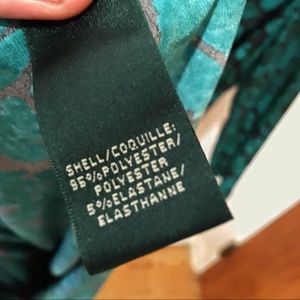 SHELL/COQUILLE:
95%POLYESTER/
POLYESTER
5%ELASTANE/
ELASTHANNE